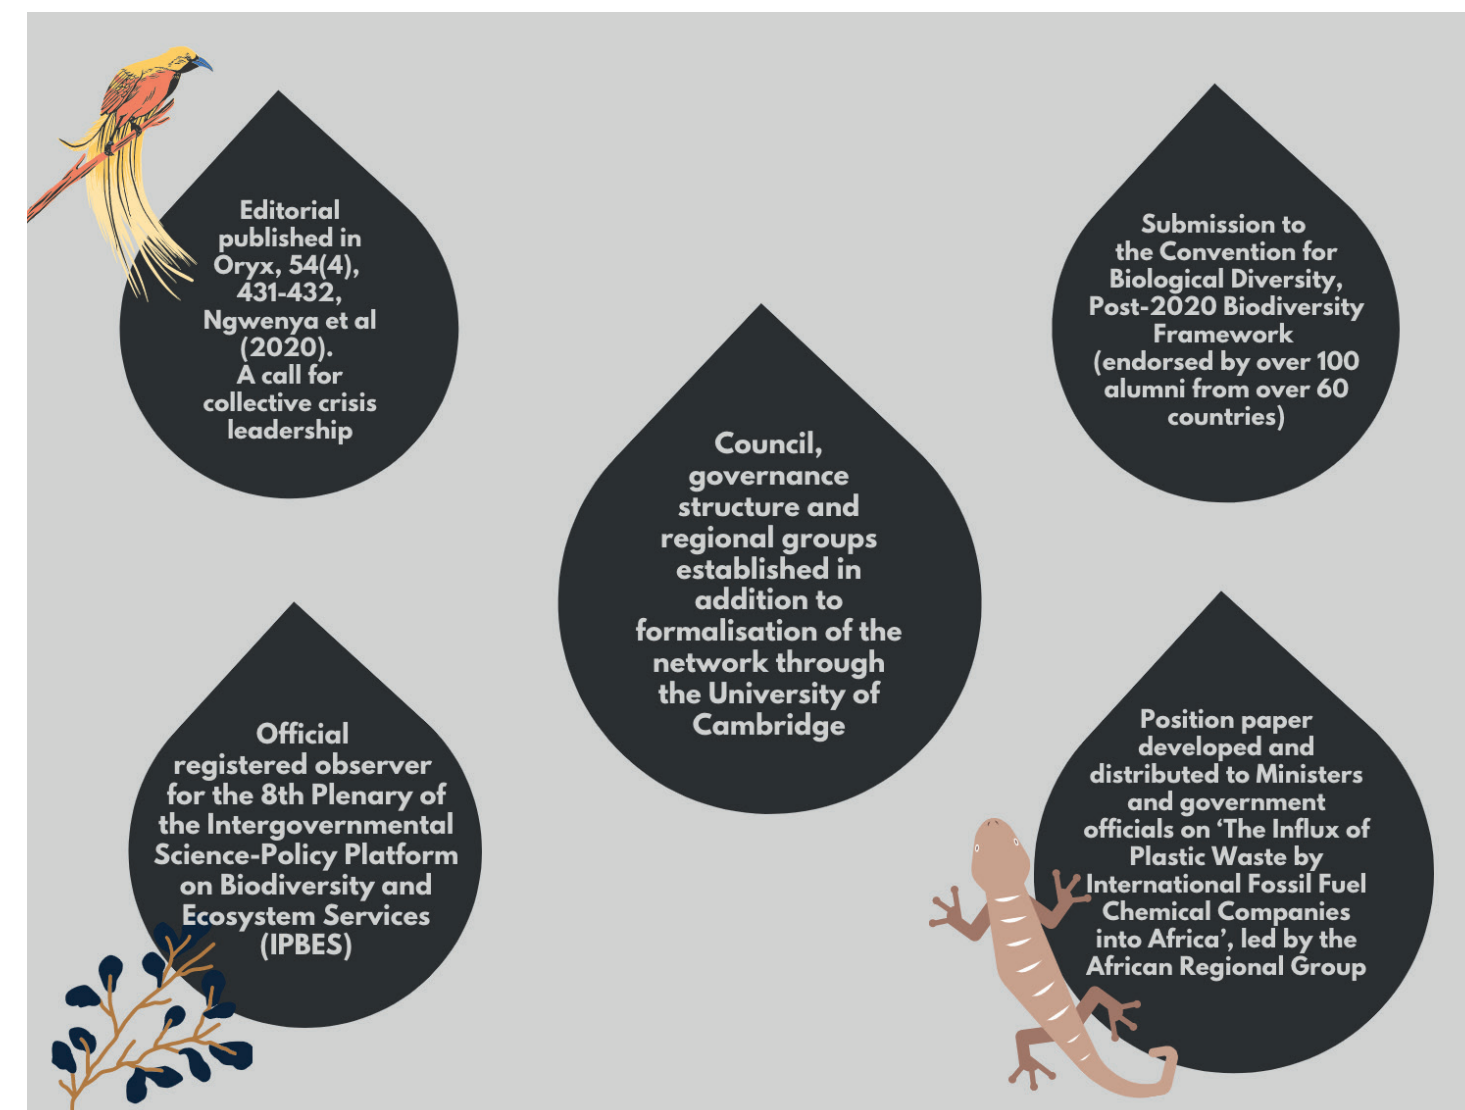 Editorial
published in
Oryx, 54(4),
431-432,
Ngwenya et al
(2020).
A call for
collective crisis
leadership
Submission to
the Convention for
Biological Diversity,
Post-2020 Biodiversity
Framework
(endorsed by over 100
alumni from over 60
countries)
Council,
governance
structure and
regional groups
established in
addition to
formalisation of the
network through
the University of
Cambridge
Official
registered observer
for the 8th Plenary of
the Intergovernmental
Science-Policy Platform
on Biodiversity and
Ecosystem Services
(IPBES)
Position paper
developed and
distributed to Ministers
and government
officials on ‘The Influx of
Plastic Waste by
International Fossil Fuel
Chemical Companies
into Africa’, led by the
African Regional Group